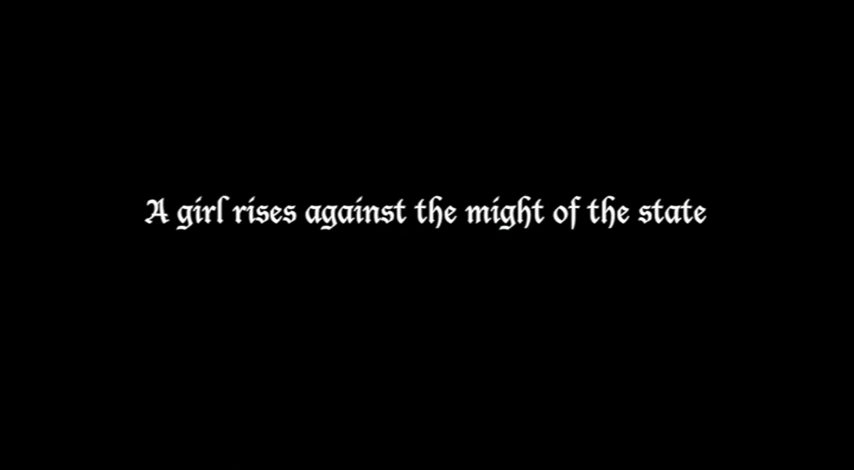 A girl rises against the might of the state